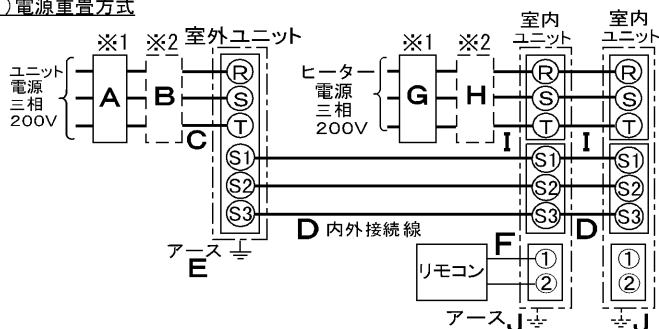 )電源重畳方式
※1 ※2 室外ユニット
ユニット
電源
三相
200V
A
B
C
R
S
T
S1
S2
S3
アース
E
D 内外接続線
※1 ※2
ヒーター
電源
三相
200V
G
H
室内
ユニット
R
S
T
I
S1
S2
S3
F
①
②
リモコン
アース J
室内
ユニット
R
S
T
I
S1
S2
S3
D
①
②
J